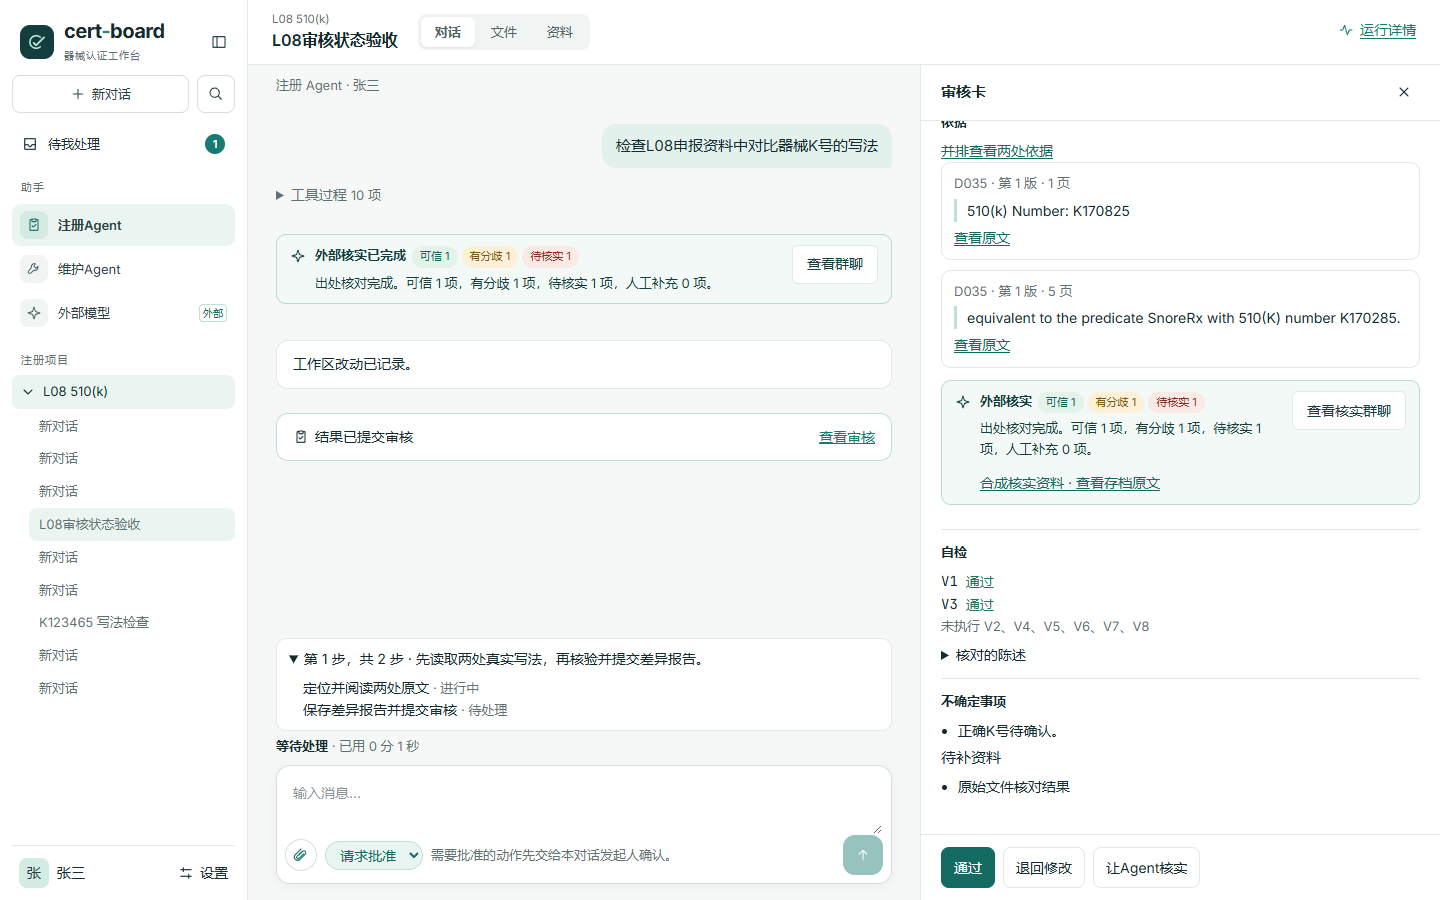 cert-board
器械认证工作台
新对话
待我处理
1
助手
注册Agent
维护Agent
外部模型
外部
注册项目
L08 510(k)
新对话
新对话
新对话
L08审核状态验收
新对话
新对话
K123465 写法检查
新对话
新对话
张
张三
设置
L08 510(k)
L08审核状态验收
对话
文件
资料
运行详情
注册 Agent · 张三
检查L08申报资料中对比器械K号的写法
工具过程 10 项
外部核实已完成 可信 1 有分歧 1 待核实 1
出处核对完成。可信 1 项，有分歧 1 项，待核实 1 项，人工补充 0 项。
查看群聊
工作区改动已记录。
结果已提交审核
查看审核
第 1 步，共 2 步 · 先读取两处真实写法，再核验并提交差异报告。
定位并阅读两处原文 · 进行中
保存差异报告并提交审核 · 待处理
等待处理 · 已用 0 分 1 秒
输入消息...
请求批准
需要批准的动作先交给本对话发起人确认。
审核卡
依据
并排查看两处依据
D035 · 第 1 版 · 1 页
510(k) Number: K170825
查看原文
D035 · 第 1 版 · 5 页
equivalent to the predicate SnoreRx with 510(K) number K170285.
查看原文
外部核实 可信 1 有分歧 1 待核实 1
出处核对完成。可信 1 项，有分歧 1 项，待核实 1
项，人工补充 0 项。
查看核实群聊
合成核实资料 · 查看存档原文
自检
V1 通过
V3 通过
未执行 V2、V4、V5、V6、V7、V8
核对的陈述
不确定事项
正确K号待确认。
待补资料
原始文件核对结果
通过
退回修改
让Agent核实